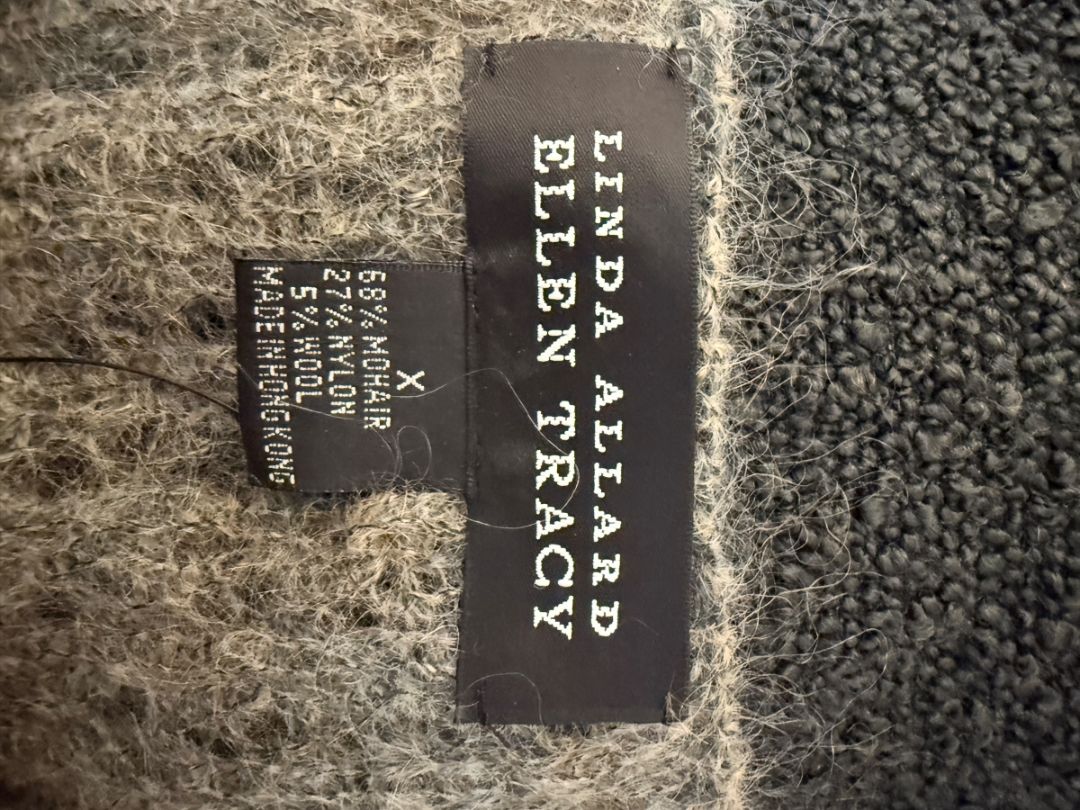 LINDA ALLARD
ELLEN TRACY
X
68% MOHAIR
27% NYLON
5% WOOL
MADE IN HONG KONG